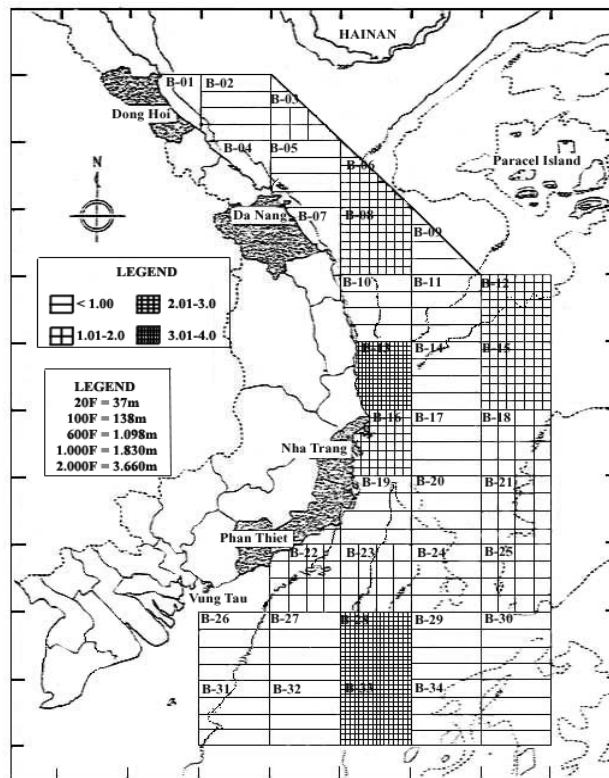 HAINAN
B-01
B-02
B-03
Dong Hoi
B-04
B-05
B-06
Paracel Island
N
Da Nang
B-07
B-08
B-09
LEGEND
< 1.00
2.01-3.0
1.01-2.0
3.01-4.0
B-10
B-11
B-12
B-13
B-14
B-15
LEGEND
20F = 37m
100F = 138m
600F = 1.098m
1.000F = 1.830m
2.000F = 3.660m
B-16
B-17
B-18
Nha Trang
B-19
B-20
B-21
Phan Thiet
B-22
B-23
B-24
B-25
Vung Tau
B-26
B-27
B-28
B-29
B-30
B-31
B-32
B-33
B-34